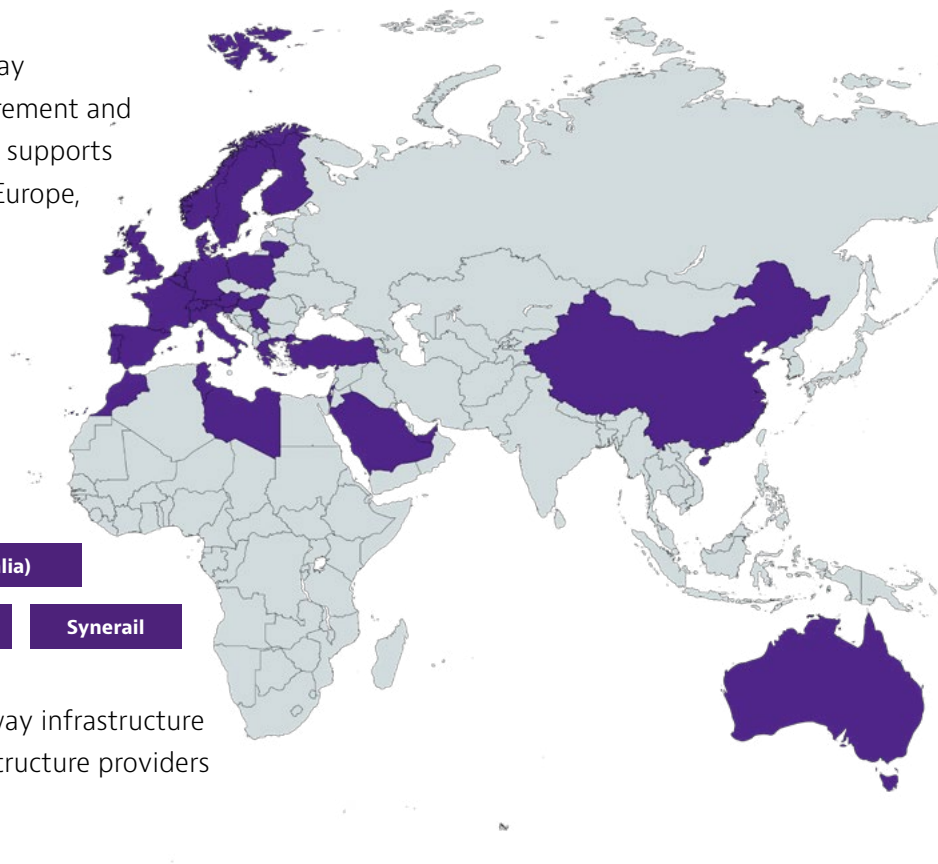 ay
rement and
supports
Europe,
lia)
Synerail
way infrastructure
tructure providers